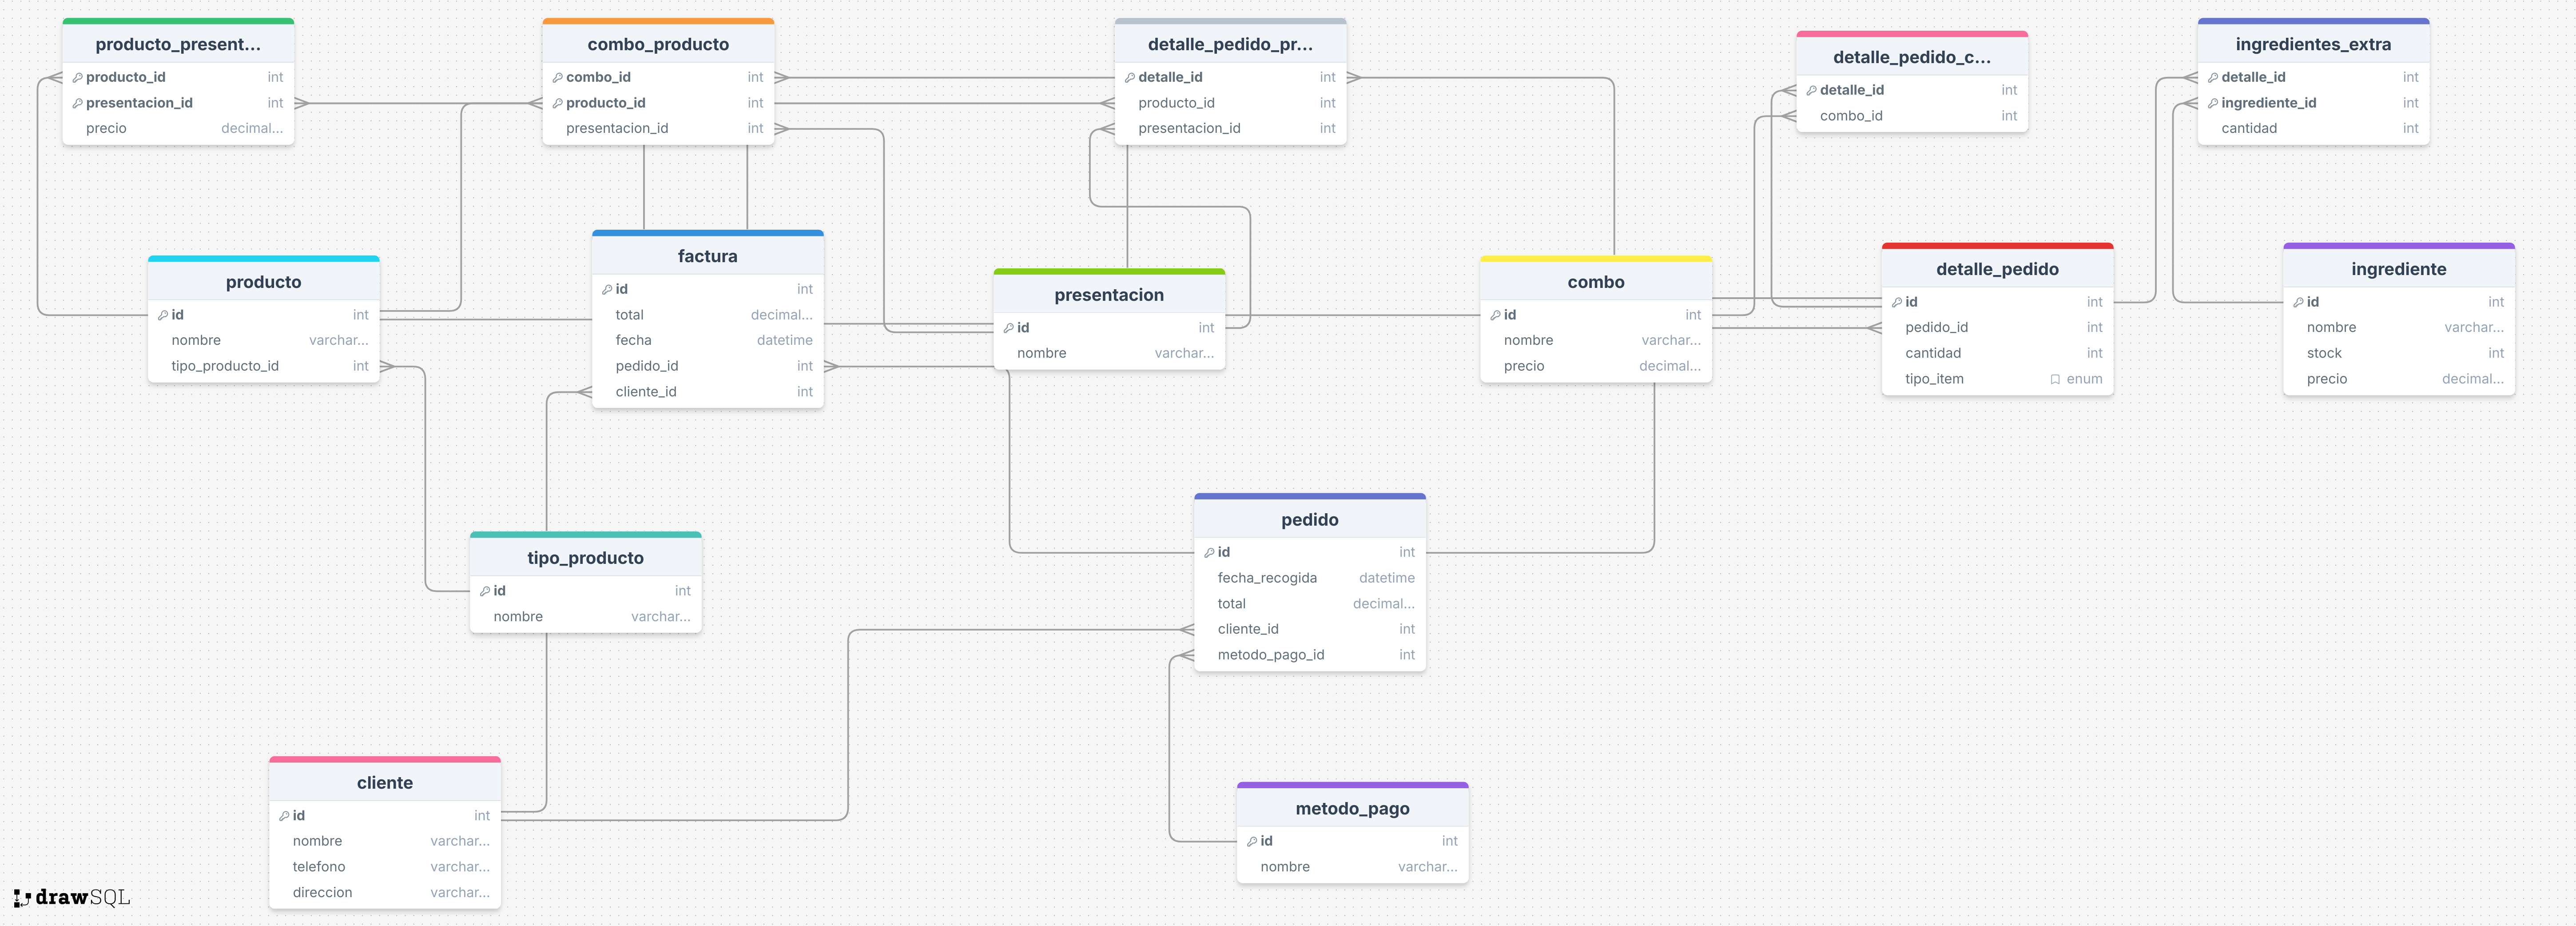 producto_present...
producto_id int
presentacion_id int
precio decimal...
combo_producto
combo_id int
producto_id int
presentacion_id int
detalle_pedido_pr...
detalle_id int
producto_id int
presentacion_id int
detalle_pedido_c...
detalle_id int
combo_id int
ingredientes_extra
detalle_id int
ingrediente_id int
cantidad int
producto
id int
nombre varchar...
tipo_producto_id int
factura
id int
total decimal...
fecha datetime
pedido_id int
cliente_id int
presentacion
id int
nombre varchar...
combo
id int
nombre varchar...
precio decimal...
detalle_pedido
id int
pedido_id int
cantidad int
tipo_item enum
ingrediente
id int
nombre varchar...
stock int
precio decimal...
tipo_producto
id int
nombre varchar...
pedido
id int
fecha_recogida datetime
total decimal...
cliente_id int
metodo_pago_id int
cliente
id int
nombre varchar...
telefono varchar...
direccion varchar...
metodo_pago
id int
nombre varchar...
drawSQL